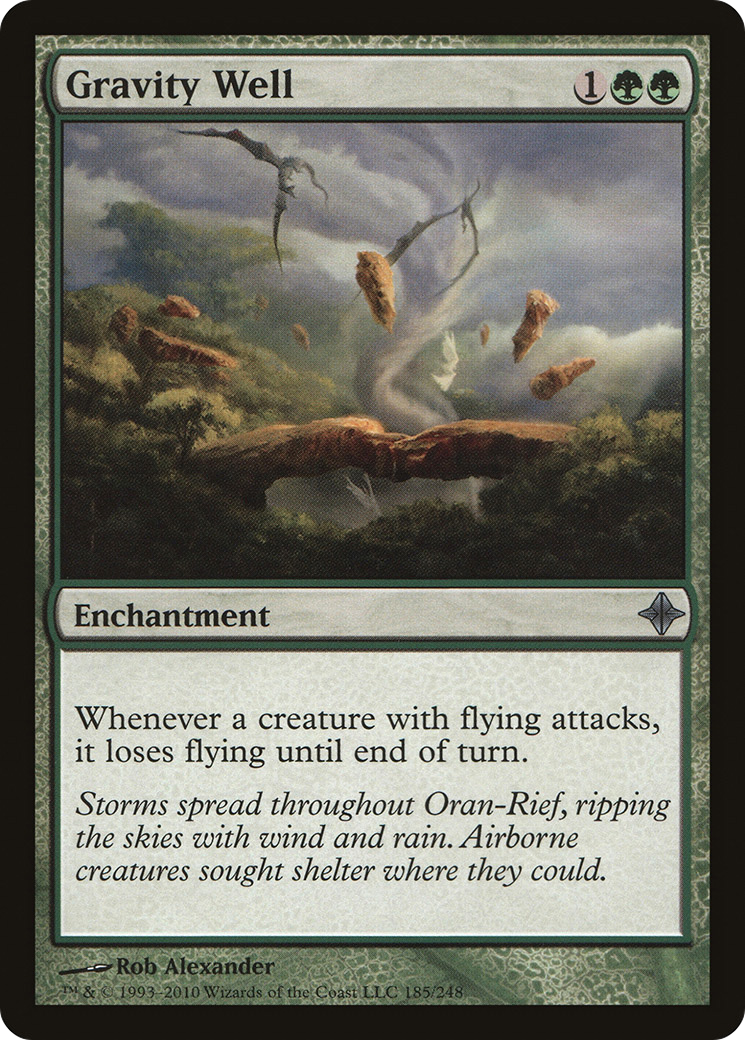 Gravity Well 1
Enchantment
Whenever a creature with flying attacks,
it loses flying until end of turn.
Storms spread throughout Oran-Rief, ripping
the skies with wind and rain. Airborne
creatures sought shelter where they could.
Rob Alexander
™ & © 1993–2010 Wizards of the Coast LLC 185/248